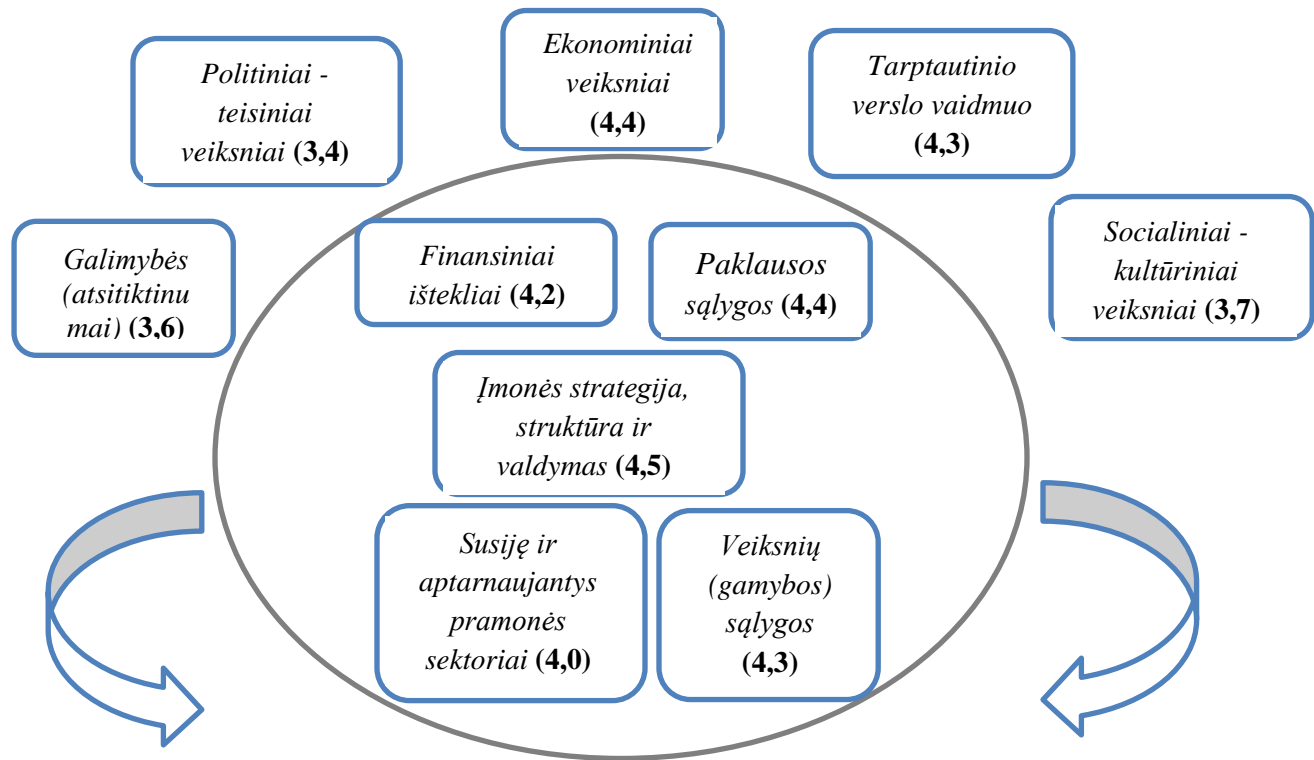 Politiniai -
teisiniai
veiksniai (3,4)
Ekonominiai
veiksniai
(4,4)
Tarptautinio
verslo vaidmuo
(4,3)
Galimybės
(atsitiktinu
mai) (3,6)
Finansiniai
ištekliai (4,2)
Paklausos
sąlygos (4,4)
Socialiniai -
kultūriniai
veiksniai (3,7)
Įmonės strategija,
struktūra ir
valdymas (4,5)
Susiję ir
aptarnaujantys
pramonės
sektoriai (4,0)
Veiksnių
(gamybos)
sąlygos
(4,3)